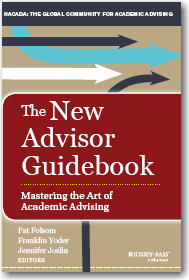 NACADA: THE GLOBAL COMMUNITY FOR ACADEMIC ADVISING
The New
Advisor
Guidebook
Mastering the Art of
Academic Advising
Pat Folsom
Franklin Yoder
Jennifer Joslin
EDITORS
JOSSEY-BASS